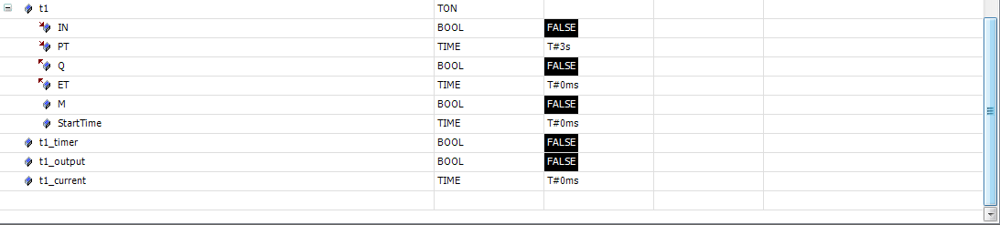 t1 TON
IN BOOL FALSE
PT TIME T#3s
Q BOOL FALSE
ET TIME T#0ms
M BOOL FALSE
StartTime TIME T#0ms
t1_timer BOOL FALSE
t1_output BOOL FALSE
t1_current TIME T#0ms